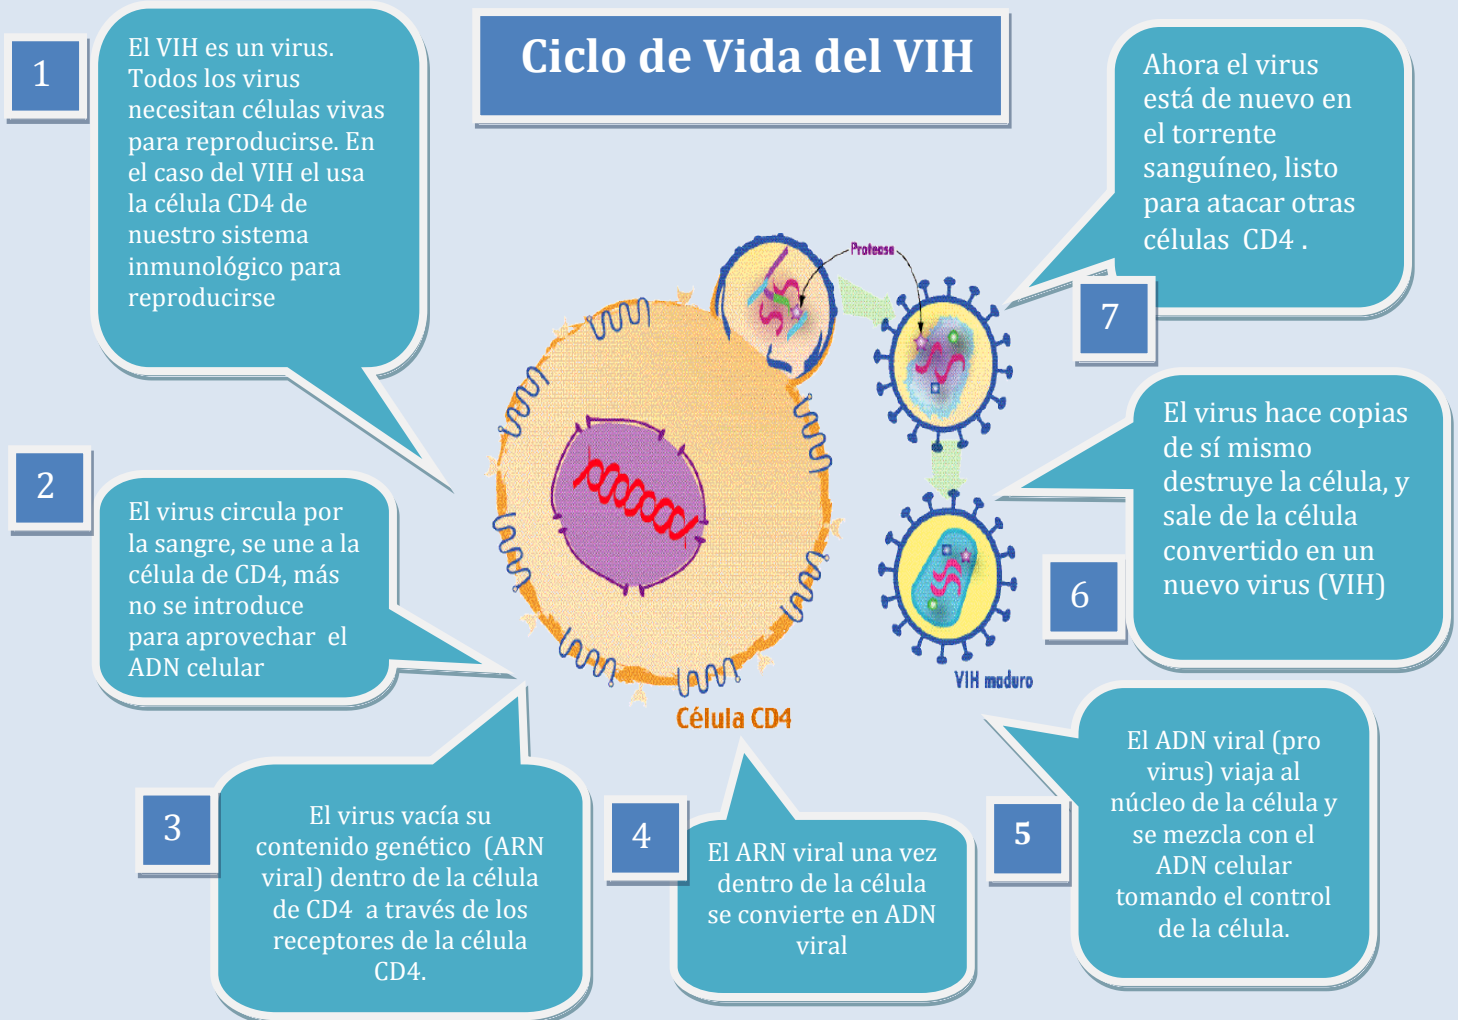 Ciclo de Vida del VIH
1
El VIH es un virus.
Todos los virus
necesitan células vivas
para reproducirse. En
el caso del VIH el usa
la célula CD4 de
nuestro sistema
inmunológico para
reproducirse
2
El virus circula por
la sangre, se une a la
célula de CD4, más
no se introduce
para aprovechar el
ADN celular
3
El virus vacía su
contenido genético (ARN
viral) dentro de la célula
de CD4 a través de los
receptores de la célula
CD4.
4
El ARN viral una vez
dentro de la célula
se convierte en ADN
viral
5
El ADN viral (pro
virus) viaja al
núcleo de la célula y
se mezcla con el
ADN celular
tomando el control
de la célula.
6
El virus hace copias
de sí mismo
destruye la célula, y
sale de la célula
convertido en un
nuevo virus (VIH)
7
Ahora el virus
está de nuevo en
el torrente
sanguíneo, listo
para atacar otras
células CD4 .
Protease
VIH maduro
Célula CD4